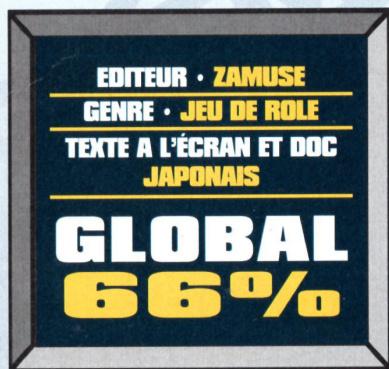 EDITEUR · ZAMUSE
GENRE · JEU DE ROLE
TEXTE A L'ÉCRAN ET DOC
JAPONAIS
GLOBAL
66%